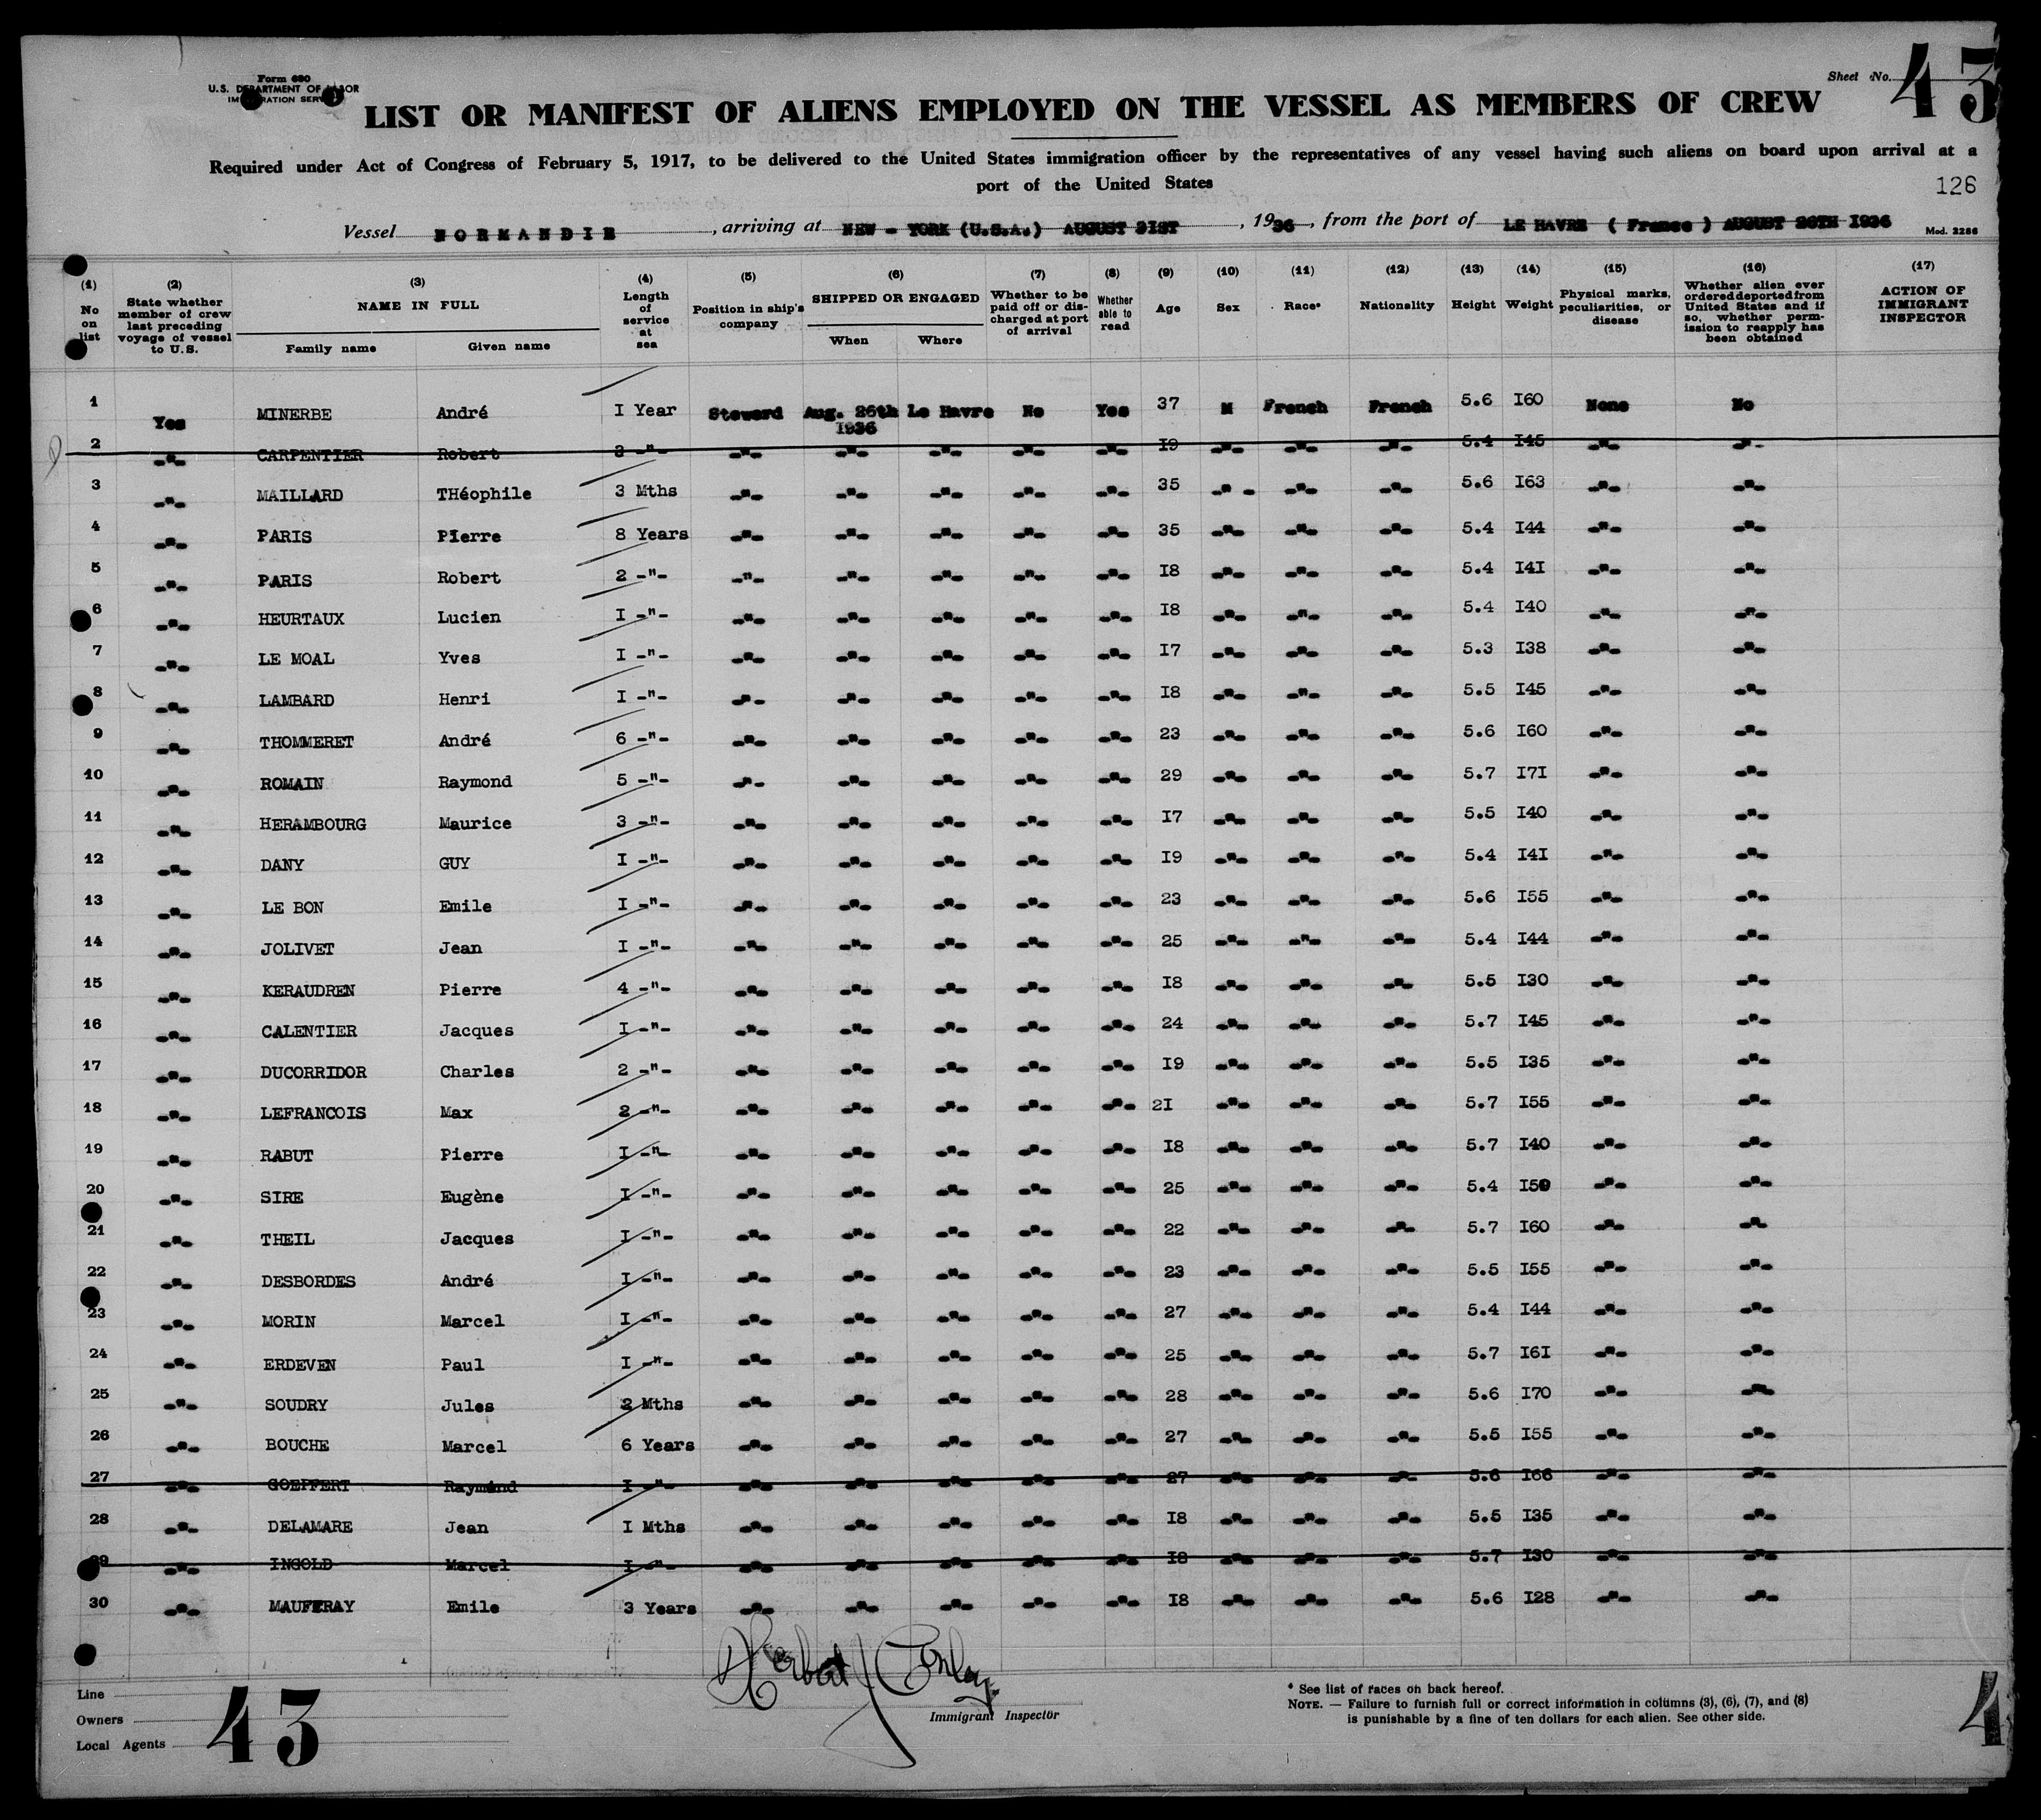 Form 680
U.S. DEPARTMENT OF LABOR
IMMIGRATION SERVICE
Sheet No. 43
LIST OR MANIFEST OF ALIENS EMPLOYED ON THE VESSEL AS MEMBERS OF CREW
Required under Act of Congress of February 5, 1917, to be delivered to the United States immigration officer by the representatives of any vessel having such aliens on board upon arrival at a
port of the United States
126
Vessel NORMANDIE, arriving at NEW - YORK (U.S.A.) AUGUST 31ST, 1936, from the port of LE HAVRE ( France ) AUGUST 26TH 1936
Mod. 3286
(1) No on list (2) State whether member of crew last preceding voyage of vessel to U.S. (3) NAME IN FULL Family name Given name (4) Length of service at sea (5) Position in ship's company (6) SHIPPED OR ENGAGED When Where (7) Whether to be paid off or discharged at port of arrival (8) Whether able to read (9) Age (10) Sex (11) Race* (12) Nationality (13) Height (14) Weight (15) Physical marks, peculiarities, or disease (16) Whether alien ever ordered deported from United States and if so, whether permission to reapply has been obtained (17) ACTION OF IMMIGRANT INSPECTOR
1 Yes MINERBE André I Year Steward Aug. 26th 1936 Le Havre No Yes 37 M French French 5.6 I60 None No
2 -"- CARPENTIER Robert 3 -"- -"- -"- -"- -"- -"- I9 -"- -"- -"- 5.4 I45 -"- -"-
3 -"- MAILLARD THéophile 3 Mths -"- -"- -"- -"- -"- 35 -"- -"- -"- 5.6 I63 -"- -"-
4 -"- PARIS Pierre 8 Years -"- -"- -"- -"- -"- 35 -"- -"- -"- 5.4 I44 -"- -"-
5 -"- PARIS Robert 2 -"- -"- -"- -"- -"- -"- I8 -"- -"- -"- 5.4 I4I -"- -"-
6 -"- HEURTAUX Lucien I -"- -"- -"- -"- -"- -"- I8 -"- -"- -"- 5.4 I40 -"- -"-
7 -"- LE MOAL Yves I -"- -"- -"- -"- -"- -"- I7 -"- -"- -"- 5.3 I38 -"- -"-
8 -"- LAMBARD Henri I -"- -"- -"- -"- -"- -"- I8 -"- -"- -"- 5.5 I45 -"- -"-
9 -"- THOMMERET André 6 -"- -"- -"- -"- -"- -"- 23 -"- -"- -"- 5.6 I60 -"- -"-
10 -"- ROMAIN Raymond 5 -"- -"- -"- -"- -"- -"- 29 -"- -"- -"- 5.7 I7I -"- -"-
11 -"- HERAMBOURG Maurice 3 -"- -"- -"- -"- -"- -"- I7 -"- -"- -"- 5.5 I40 -"- -"-
12 -"- DANY GUY I -"- -"- -"- -"- -"- -"- I9 -"- -"- -"- 5.4 I4I -"- -"-
13 -"- LE BON Emile I -"- -"- -"- -"- -"- -"- 23 -"- -"- -"- 5.6 I55 -"- -"-
14 -"- JOLIVET Jean I -"- -"- -"- -"- -"- -"- 25 -"- -"- -"- 5.4 I44 -"- -"-
15 -"- KERAUDREN Pierre 4 -"- -"- -"- -"- -"- -"- I8 -"- -"- -"- 5.5 I30 -"- -"-
16 -"- CALENTIER Jacques I -"- -"- -"- -"- -"- -"- 24 -"- -"- -"- 5.7 I45 -"- -"-
17 -"- DUCORRIDOR Charles 2 -"- -"- -"- -"- -"- -"- I9 -"- -"- -"- 5.5 I35 -"- -"-
18 -"- LEFRANCOIS Max 2 -"- -"- -"- -"- -"- -"- 2I -"- -"- -"- 5.7 I55 -"- -"-
19 -"- RABUT Pierre I -"- -"- -"- -"- -"- -"- I8 -"- -"- -"- 5.7 I40 -"- -"-
20 -"- SIRE Eugène I -"- -"- -"- -"- -"- -"- 25 -"- -"- -"- 5.4 I50 -"- -"-
21 -"- THEIL Jacques I -"- -"- -"- -"- -"- -"- 22 -"- -"- -"- 5.7 I60 -"- -"-
22 -"- DESBORDES André I -"- -"- -"- -"- -"- -"- 23 -"- -"- -"- 5.5 I55 -"- -"-
23 -"- MORIN Marcel I -"- -"- -"- -"- -"- -"- 27 -"- -"- -"- 5.4 I44 -"- -"-
24 -"- ERDEVEN Paul I -"- -"- -"- -"- -"- -"- 25 -"- -"- -"- 5.7 I6I -"- -"-
25 -"- SOUDRY Jules 2 Mths -"- -"- -"- -"- -"- 28 -"- -"- -"- 5.6 I70 -"- -"-
26 -"- BOUCHE Marcel 6 Years -"- -"- -"- -"- -"- 27 -"- -"- -"- 5.5 I55 -"- -"-
27 -"- GOEPFERT Raymond I -"- -"- -"- -"- -"- -"- 27 -"- -"- -"- 5.6 I66 -"- -"-
28 -"- DELAMARE Jean I Mths -"- -"- -"- -"- -"- I8 -"- -"- -"- 5.5 I35 -"- -"-
29 -"- INGOLD Marcel I -"- -"- -"- -"- -"- -"- I8 -"- -"- -"- 5.7 I30 -"- -"-
30 -"- MAUFFRAY Emile 3 Years -"- -"- -"- -"- -"- I8 -"- -"- -"- 5.6 I28 -"- -"-
Herbert J Conley
Immigrant Inspector
Line
Owners
Local Agents
43
* See list of races on back hereof.
NOTE. — Failure to furnish full or correct information in columns (3), (6), (7), and (8)
is punishable by a fine of ten dollars for each alien. See other side.
4